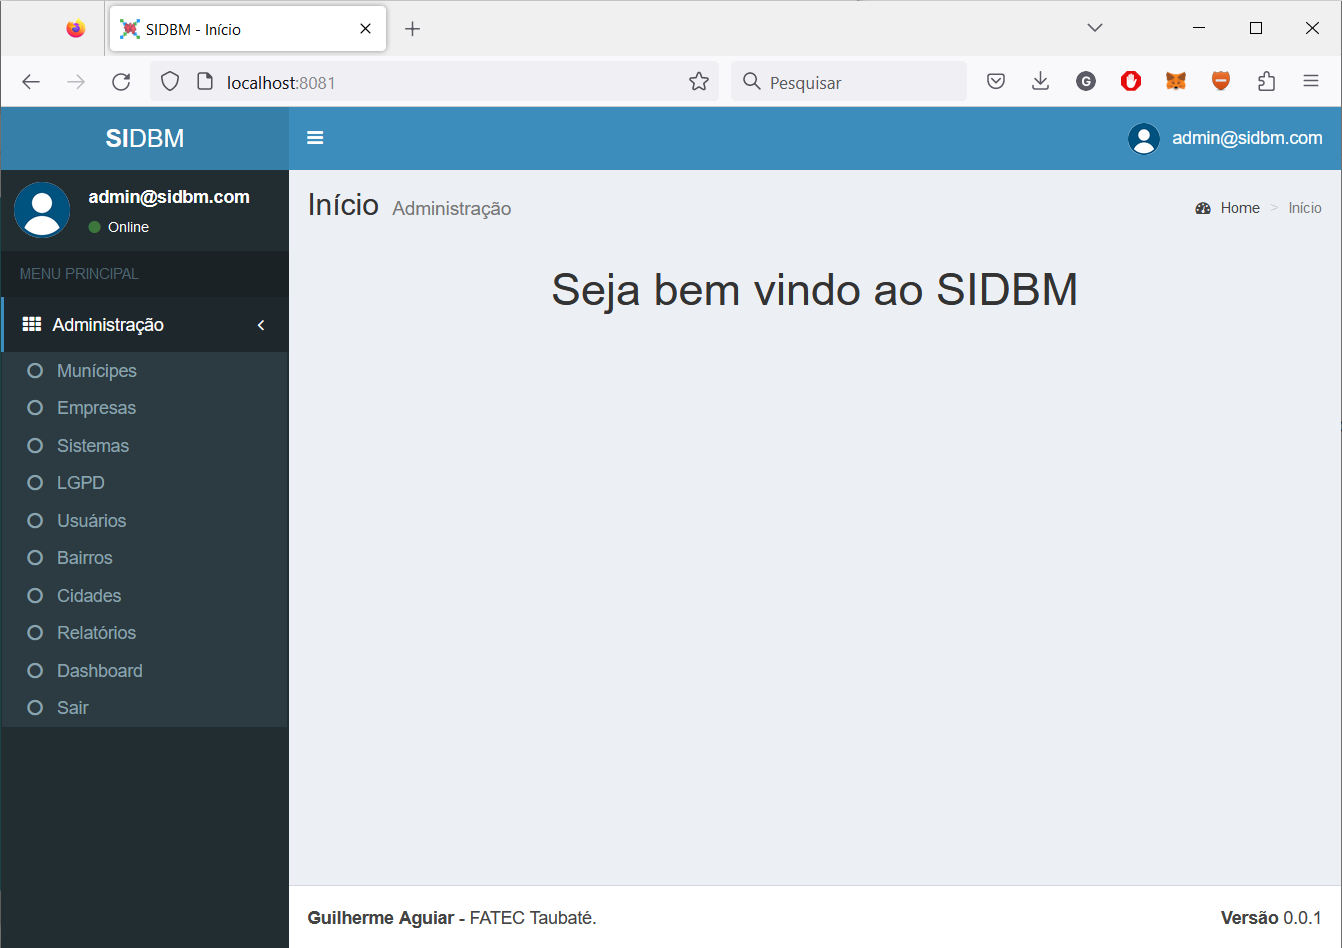 SIDBM - Início
localhost:8081
Pesquisar
G
SIDBM
admin@sidbm.com
admin@sidbm.com
Online
MENU PRINCIPAL
Administração
Munícipes
Empresas
Sistemas
LGPD
Usuários
Bairros
Cidades
Relatórios
Dashboard
Sair
Início Administração
Home > Início
Seja bem vindo ao SIDBM
Guilherme Aguiar - FATEC Taubaté.
Versão 0.0.1